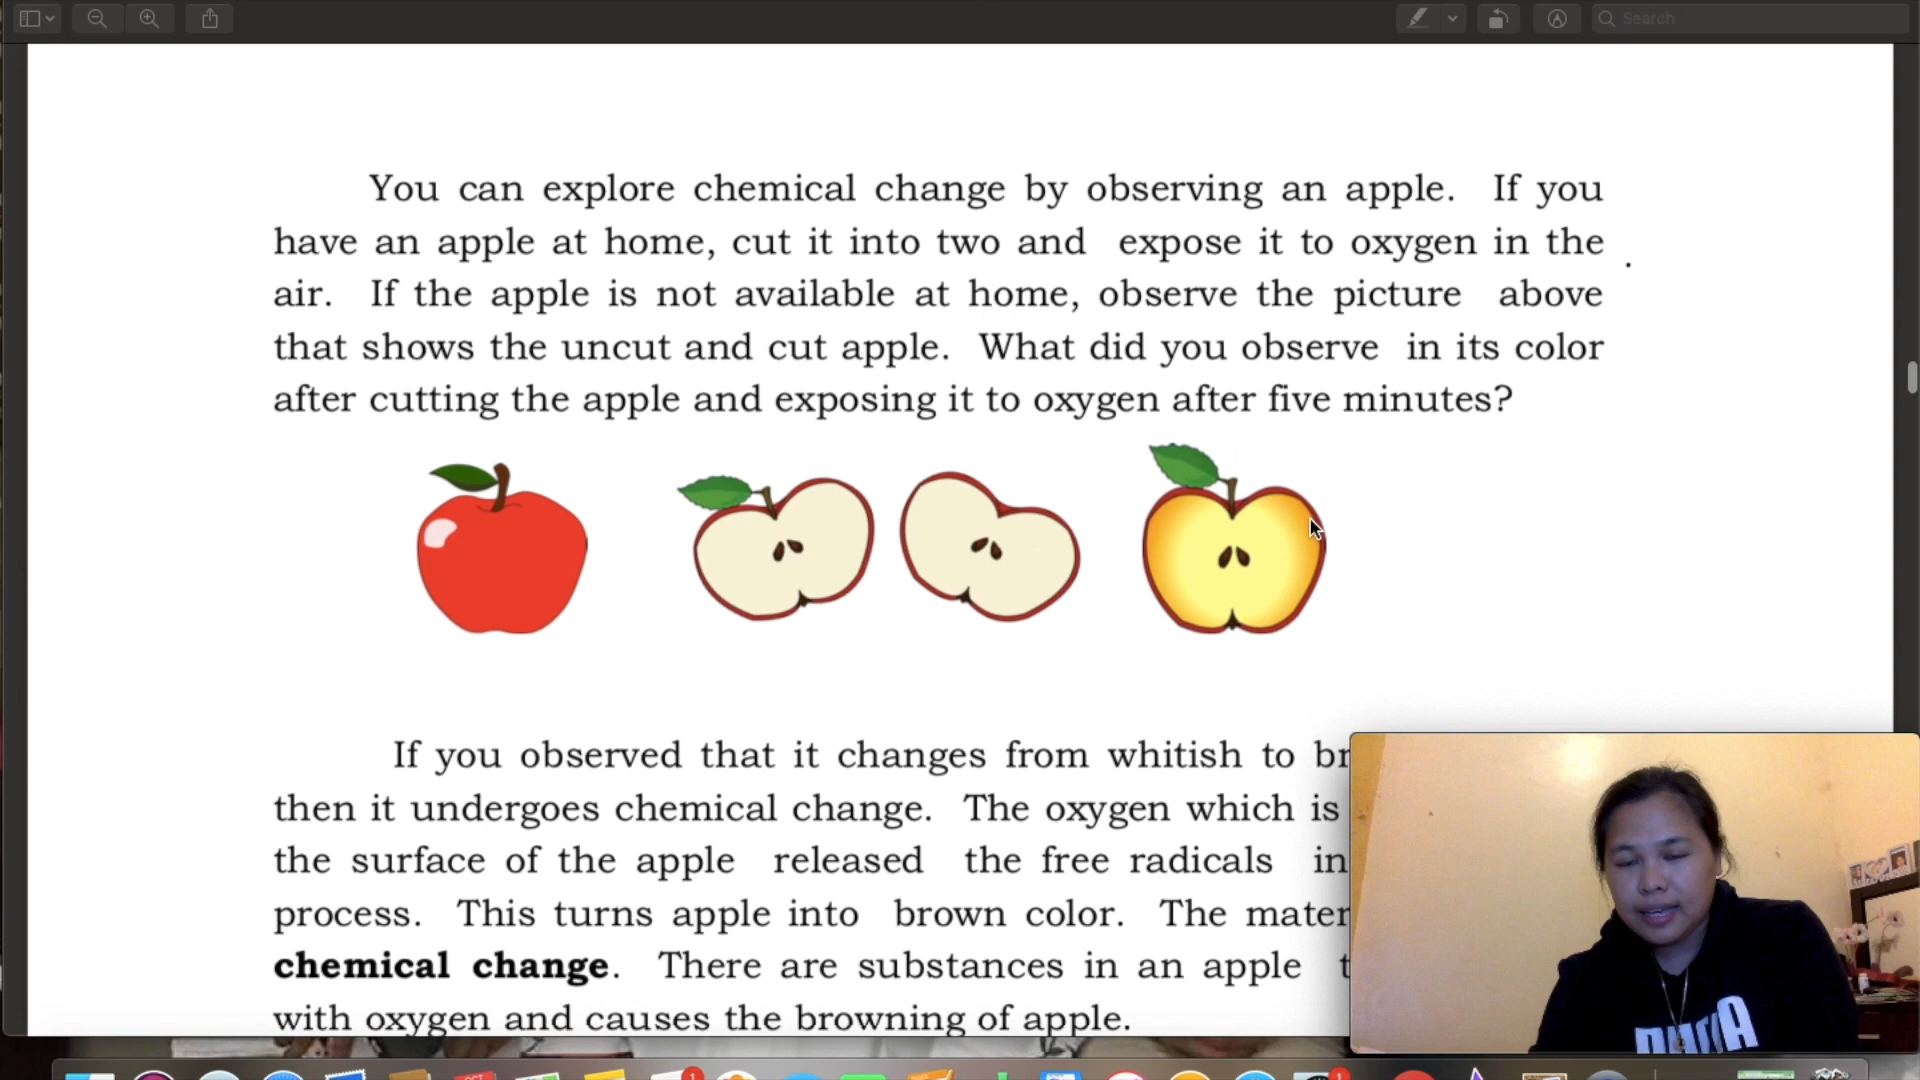 Search
You can explore chemical change by observing an apple. If you
have an apple at home, cut it into two and expose it to oxygen in the
air. If the apple is not available at home, observe the picture above
that shows the uncut and cut apple. What did you observe in its color
after cutting the apple and exposing it to oxygen after five minutes?
If you observed that it changes from whitish to br
then it undergoes chemical change. The oxygen which is
the surface of the apple released the free radicals in
process. This turns apple into brown color. The mater
chemical change. There are substances in an apple t
with oxygen and causes the browning of apple.